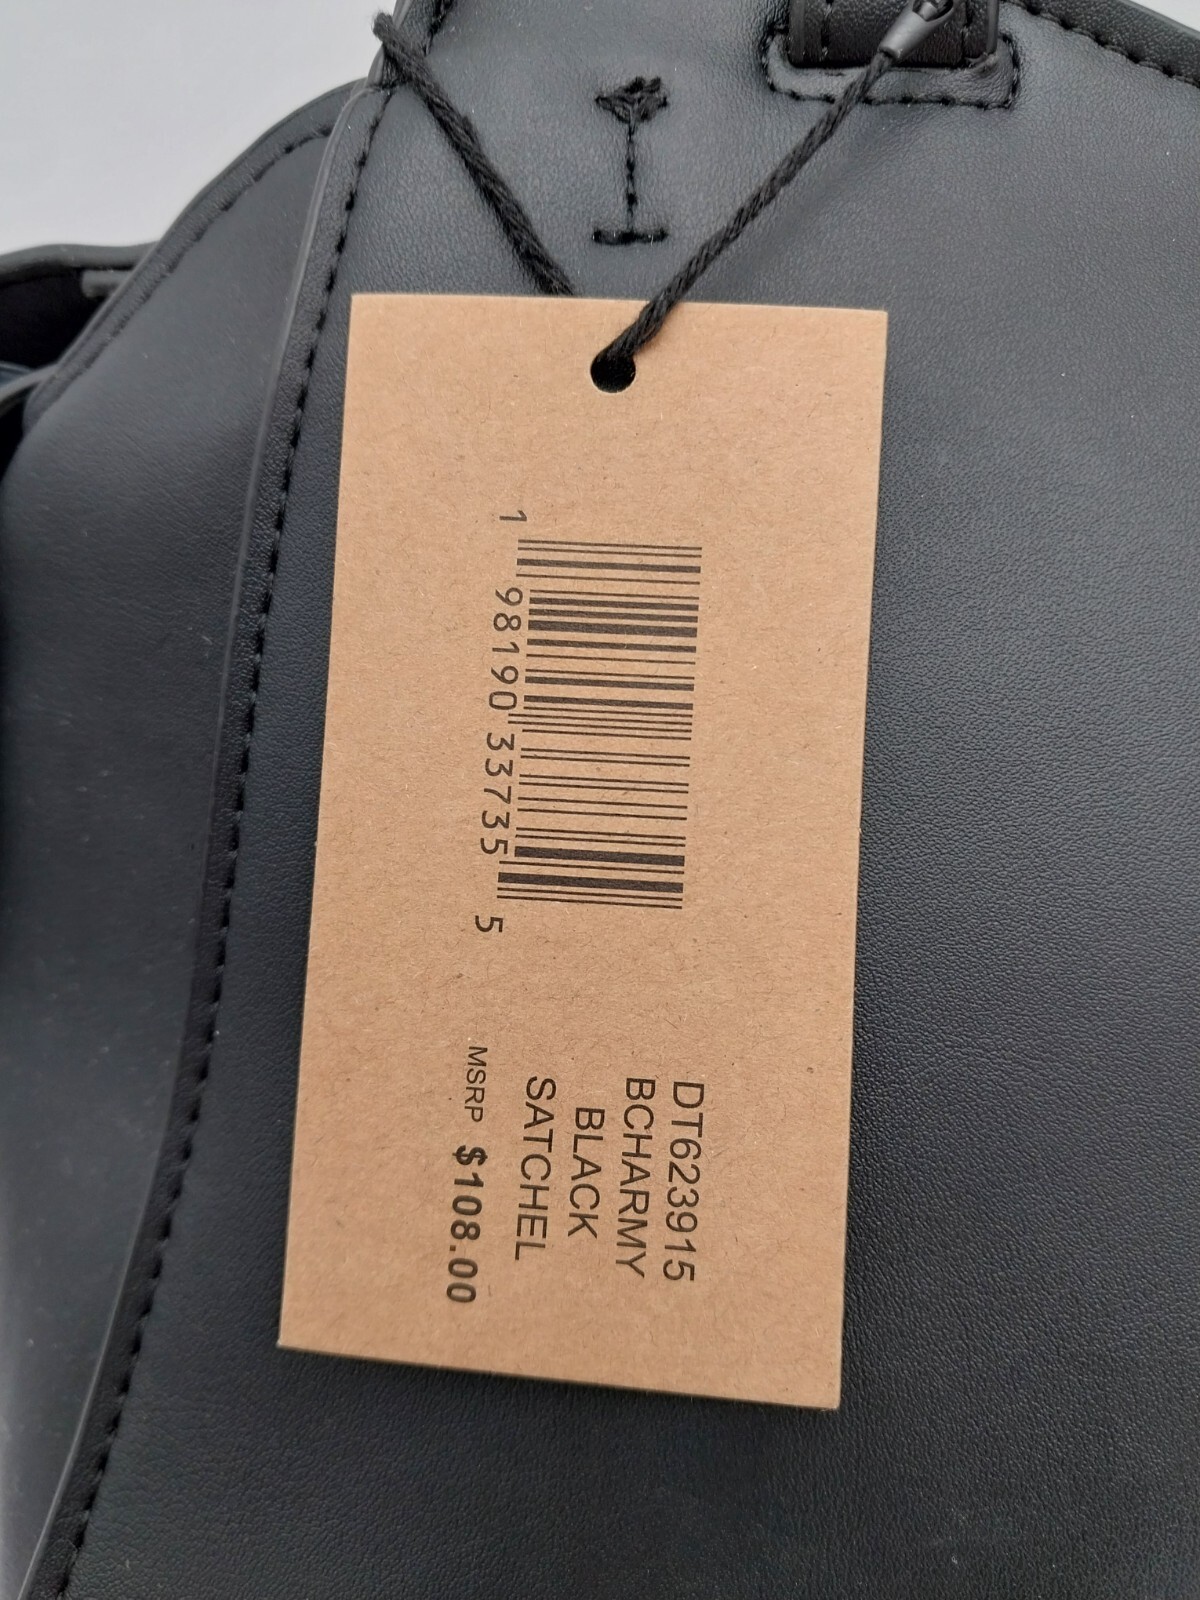 1 98190 33735 5
DT623915
BCHARMY
BLACK
SATCHEL
MSRP $108.00